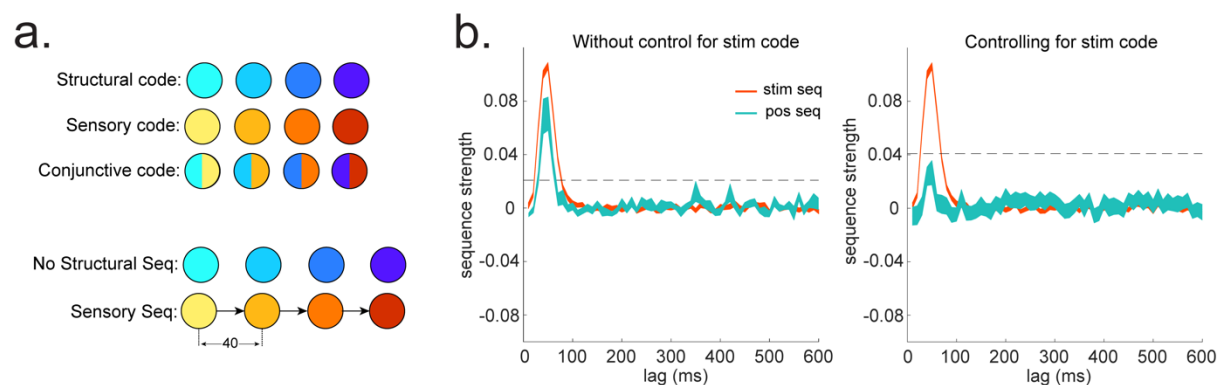 a.
Structural code:
Sensory code:
Conjunctive code:
No Structural Seq:
Sensory Seq:
40
b.
Without control for stim code
stim seq
pos seq
sequence strength
0.08
0.04
0
-0.04
-0.08
0 100 200 300 400 500 600
lag (ms)
Controlling for stim code
sequence strength
0.08
0.04
0
-0.04
-0.08
0 100 200 300 400 500 600
lag (ms)